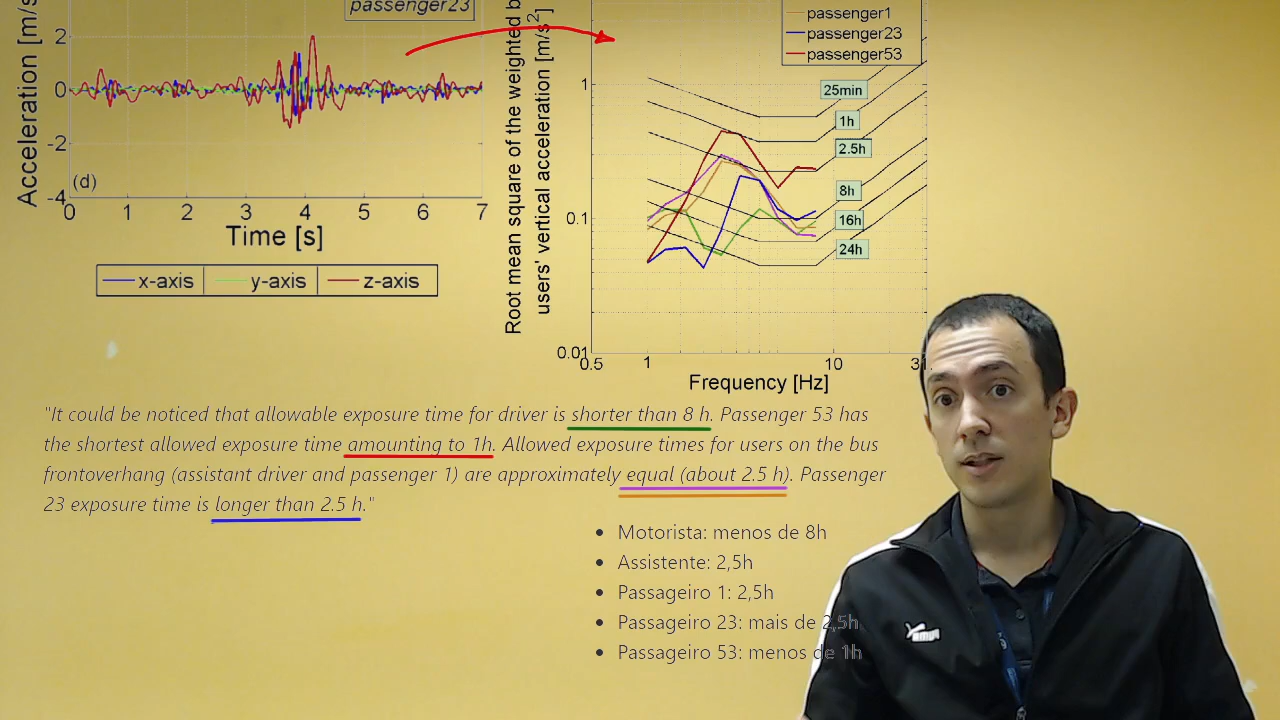 passenger23
Acceleration [m/s
2
0
-2
-4
(d)
0 1 2 3 4 5 6 7
Time [s]
x-axis y-axis z-axis
Root mean square of the weighted b
users' vertical acceleration [m/s²]
passenger1
passenger23
passenger53
25min
1h
2.5h
8h
16h
24h
1
0.1
0.01
0.5 1 10 31.
Frequency [Hz]
"It could be noticed that allowable exposure time for driver is shorter than 8 h. Passenger 53 has
the shortest allowed exposure time amounting to 1h. Allowed exposure times for users on the bus
frontoverhang (assistant driver and passenger 1) are approximately equal (about 2.5 h). Passenger
23 exposure time is longer than 2.5 h."
• Motorista: menos de 8h
• Assistente: 2,5h
• Passageiro 1: 2,5h
• Passageiro 23: mais de 2,5h
• Passageiro 53: menos de 1h